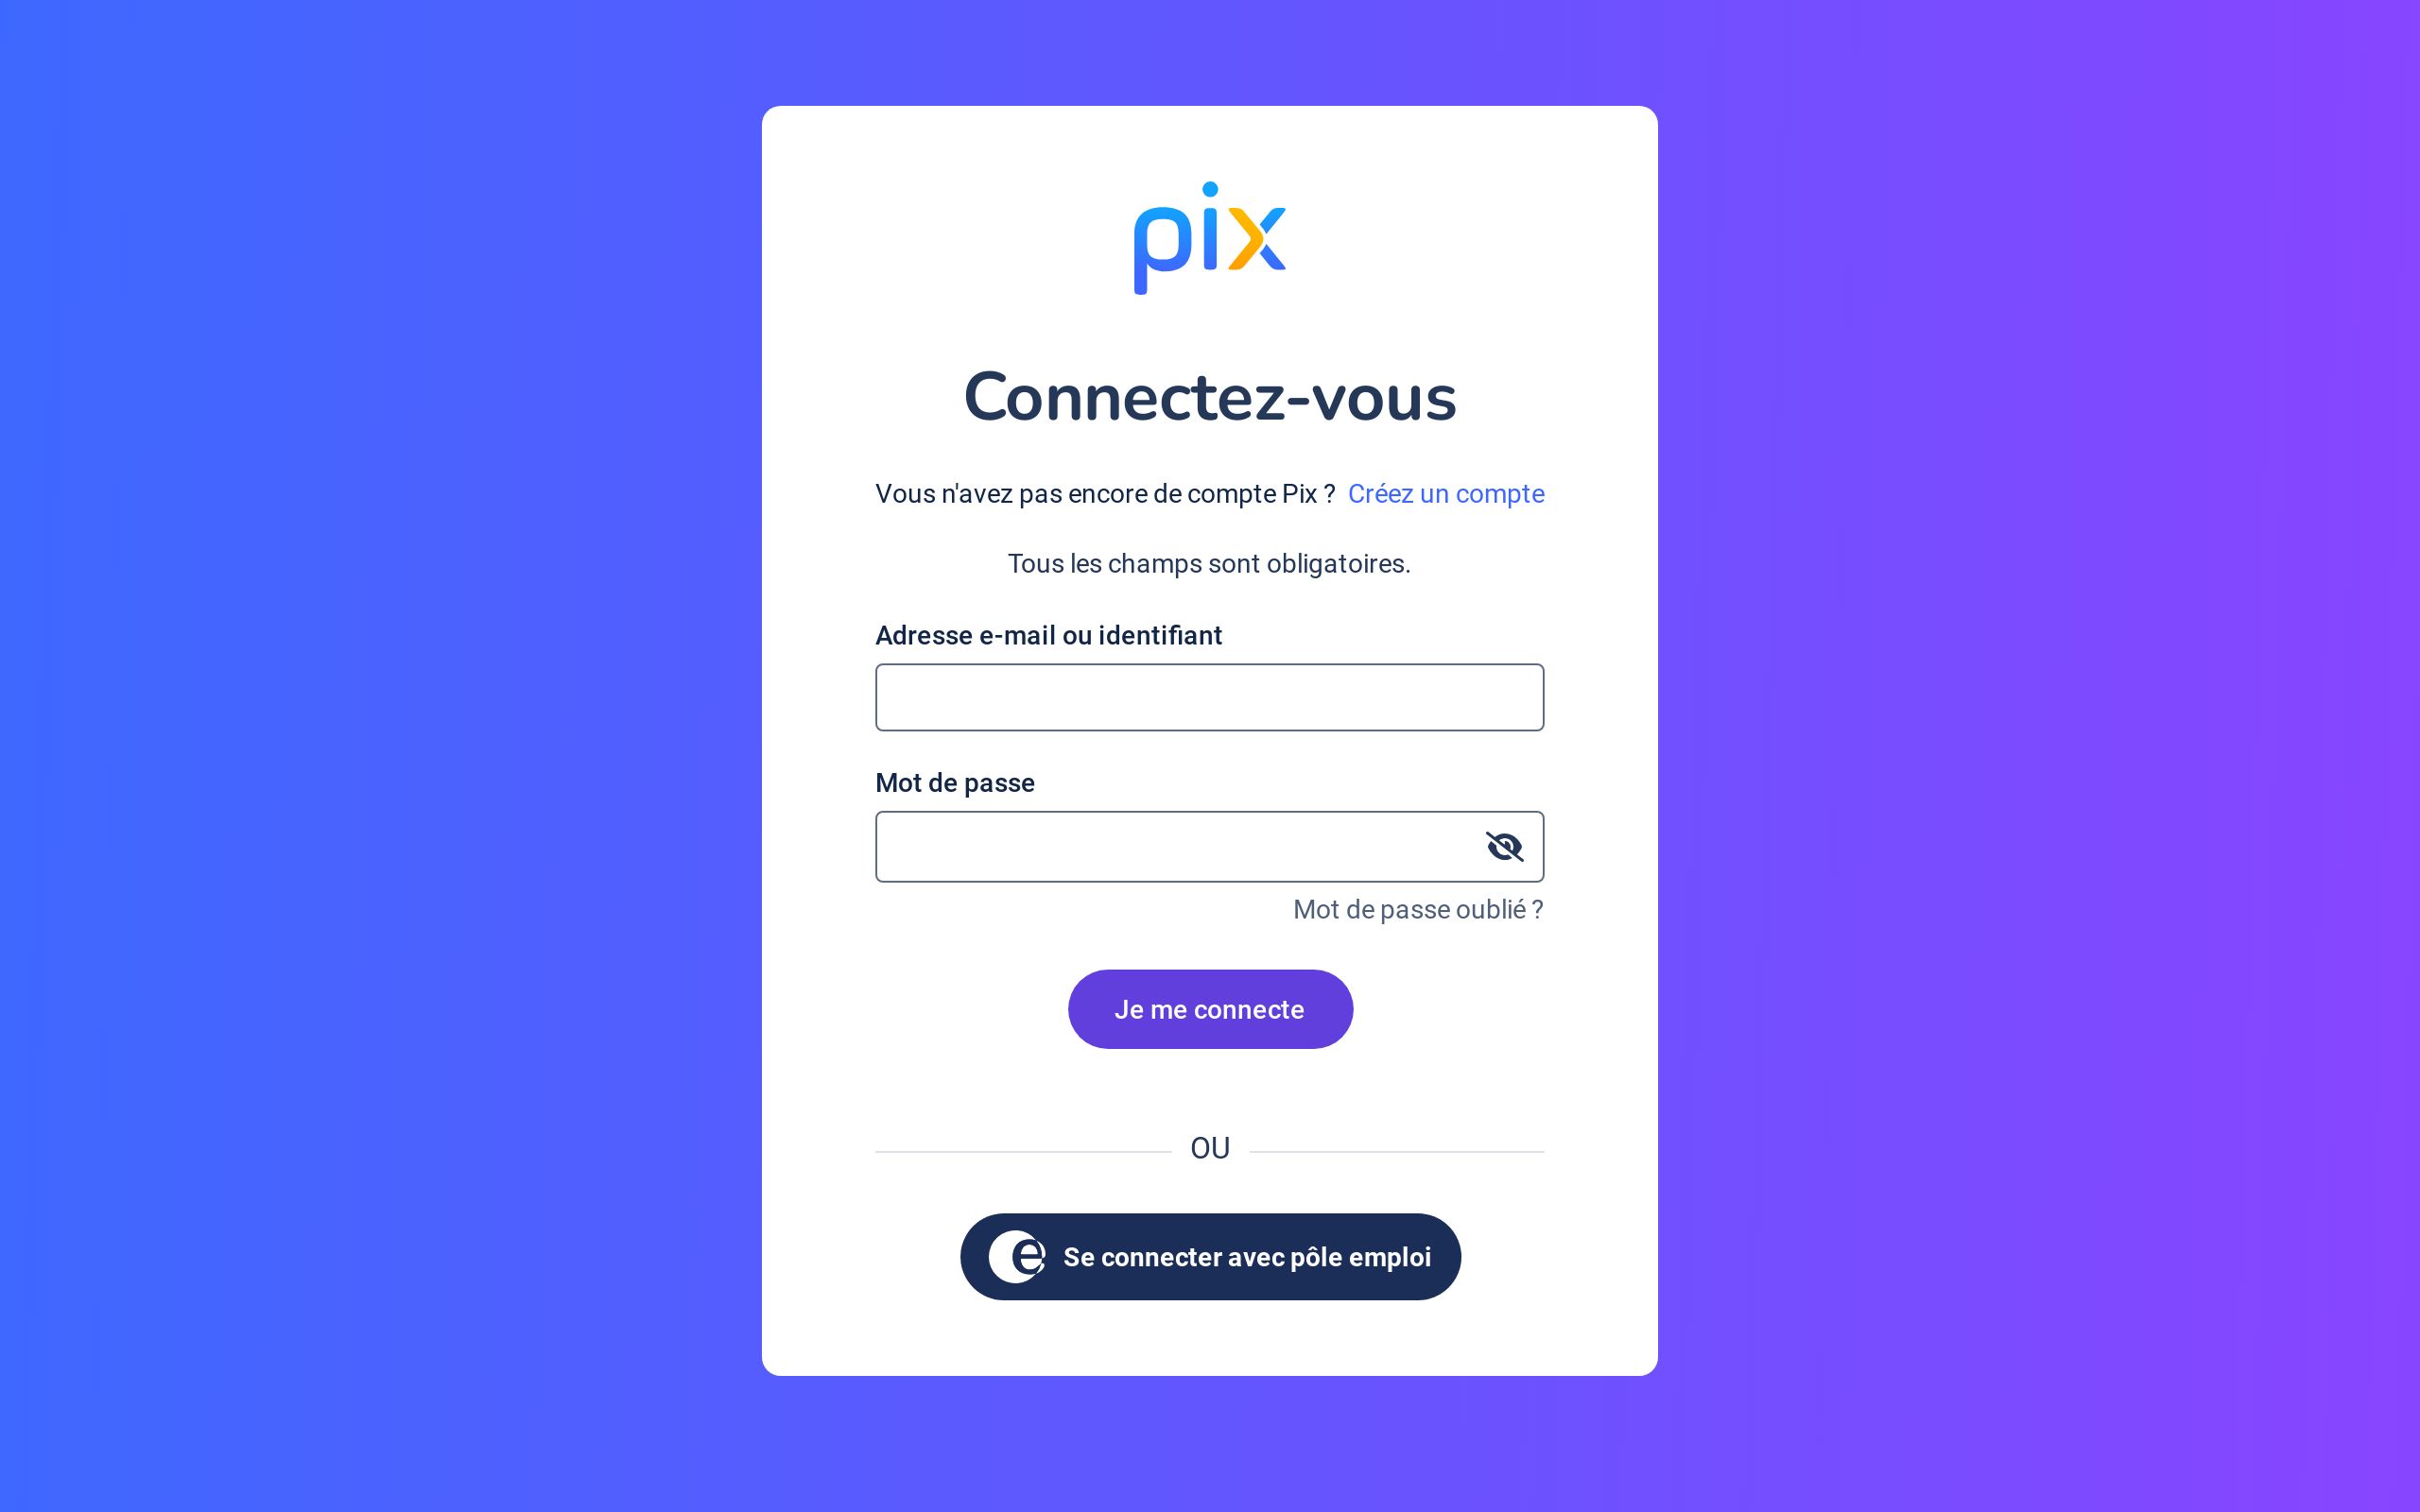 pix
Connectez-vous
Vous n'avez pas encore de compte Pix ? Créez un compte
Tous les champs sont obligatoires.
Adresse e-mail ou identifiant
Mot de passe
Mot de passe oublié ?
Je me connecte
OU
e Se connecter avec pôle emploi